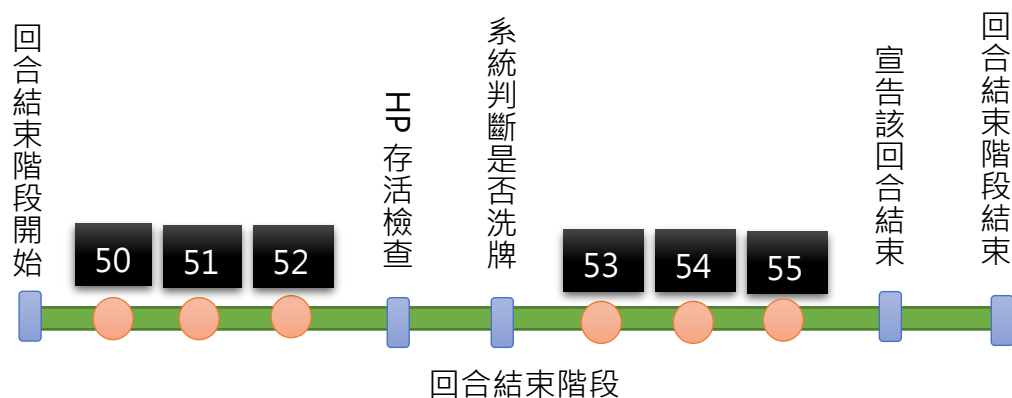 回合結束階段開始
50
51
52
HP 存活檢查
系統判斷是否洗牌
53
54
55
宣告該回合結束
回合結束階段結束
回合結束階段